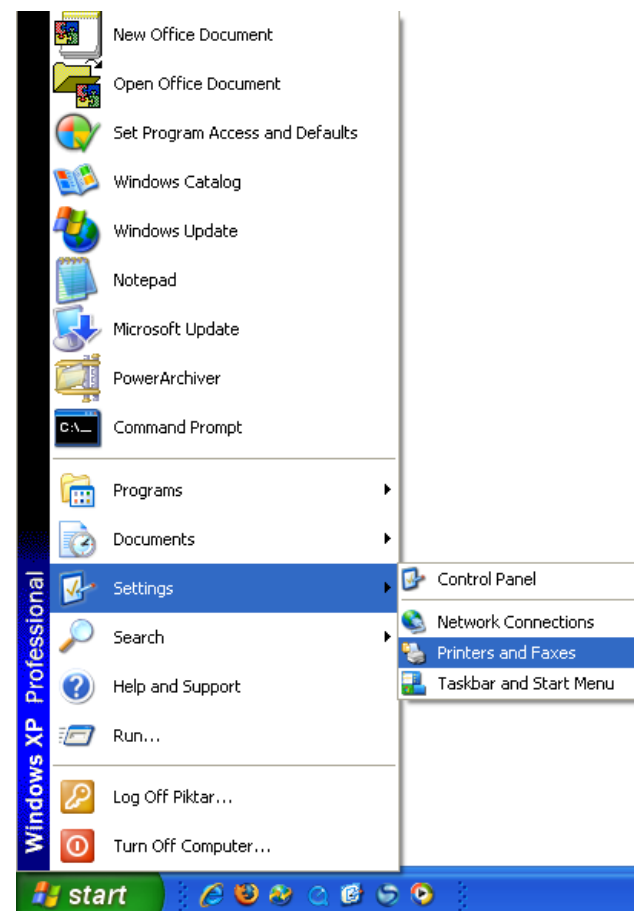 New Office Document
Open Office Document
Set Program Access and Defaults
Windows Catalog
Windows Update
Notepad
Microsoft Update
PowerArchiver
C:\_
Command Prompt
Programs
Documents
Settings
Control Panel
Search
Network Connections
Printers and Faxes
Help and Support
Taskbar and Start Menu
Run...
Log Off Piktar...
Turn Off Computer...
Windows XP Professional
start